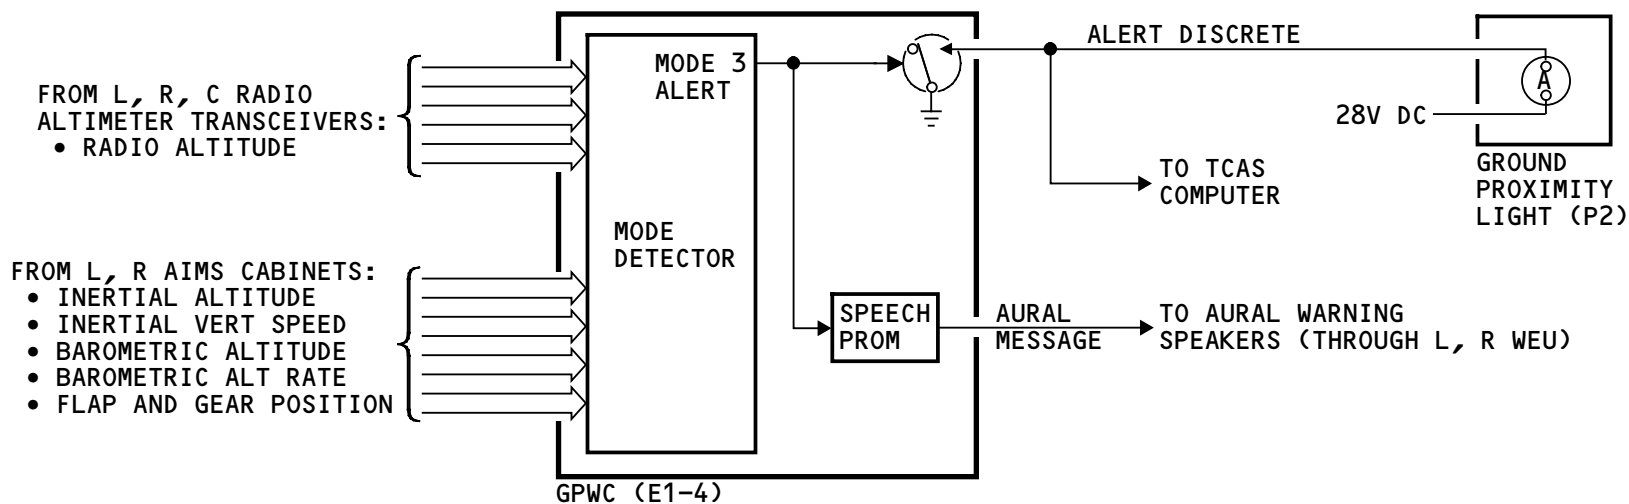 FROM L, R, C RADIO
ALTIMETER TRANSCEIVERS:
• RADIO ALTITUDE
FROM L, R AIMS CABINETS:
• INERTIAL ALTITUDE
• INERTIAL VERT SPEED
• BAROMETRIC ALTITUDE
• BAROMETRIC ALT RATE
• FLAP AND GEAR POSITION
MODE 3
ALERT
MODE
DETECTOR
SPEECH
PROM
GPWC (E1-4)
ALERT DISCRETE
TO TCAS
COMPUTER
AURAL
MESSAGE
TO AURAL WARNING
SPEAKERS (THROUGH L, R WEU)
28V DC
A
GROUND
PROXIMITY
LIGHT (P2)